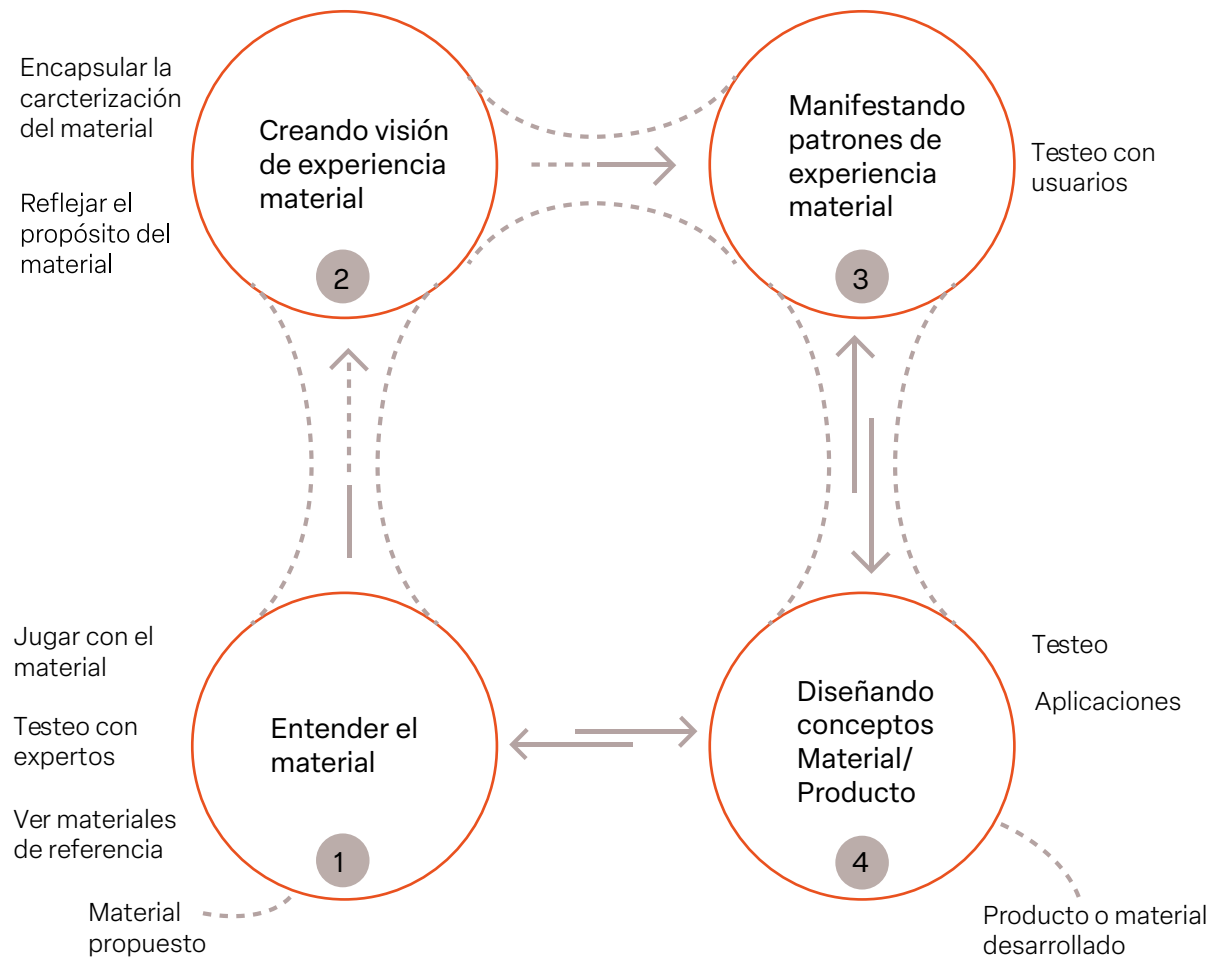 Encapsular la
carcterización
del material
Reflejar el
propósito del
material
Creando visión
de experiencia
material
2
Manifestando
patrones de
experiencia
material
3
Testeo con
usuarios
Jugar con el
material
Testeo con
expertos
Ver materiales
de referencia
Material
propuesto
Entender el
material
1
Diseñando
conceptos
Material/
Producto
4
Testeo
Aplicaciones
Producto o material
desarrollado